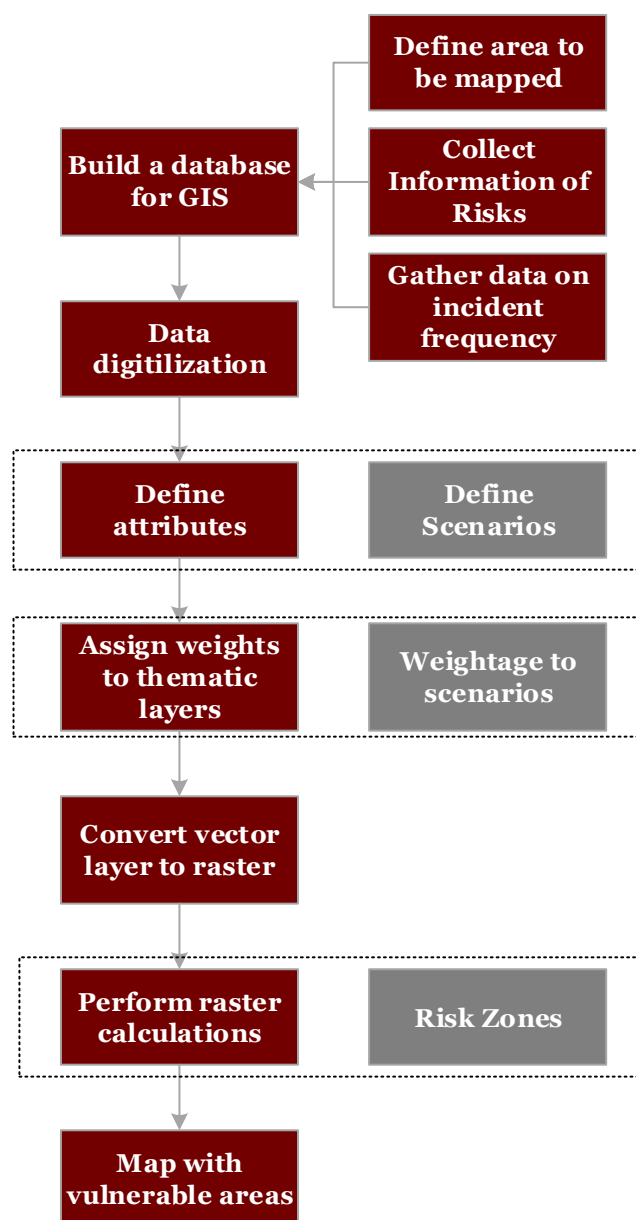 Define area to
be mapped
Build a database
for GIS
Collect
Information of
Risks
Gather data on
incident
frequency
Data
digitilization
Define
attributes
Define
Scenarios
Assign weights
to thematic
layers
Weightage to
scenarios
Convert vector
layer to raster
Perform raster
calculations
Risk Zones
Map with
vulnerable areas